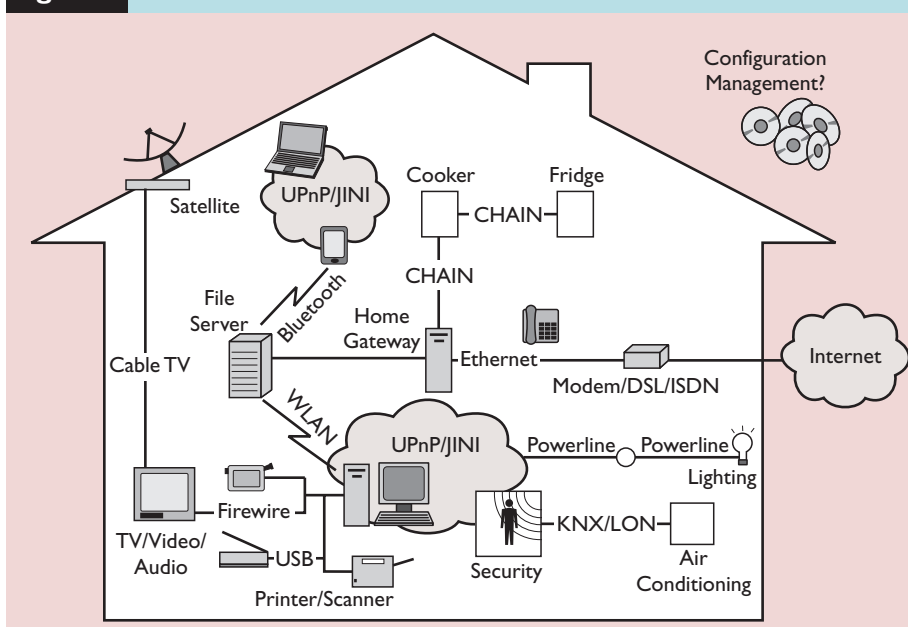 Configuration
Management?
UPnP/JINI
Cooker
Fridge
Satellite
CHAIN
CHAIN
Bluetooth
File
Server
Home
Gateway
Cable TV
Ethernet
Internet
Modem/DSL/ISDN
WLAN
UPnP/JINI
Powerline
Powerline
Lighting
Firewire
KNX/LON
TV/Video/
Audio
USB
Security
Air
Conditioning
Printer/Scanner